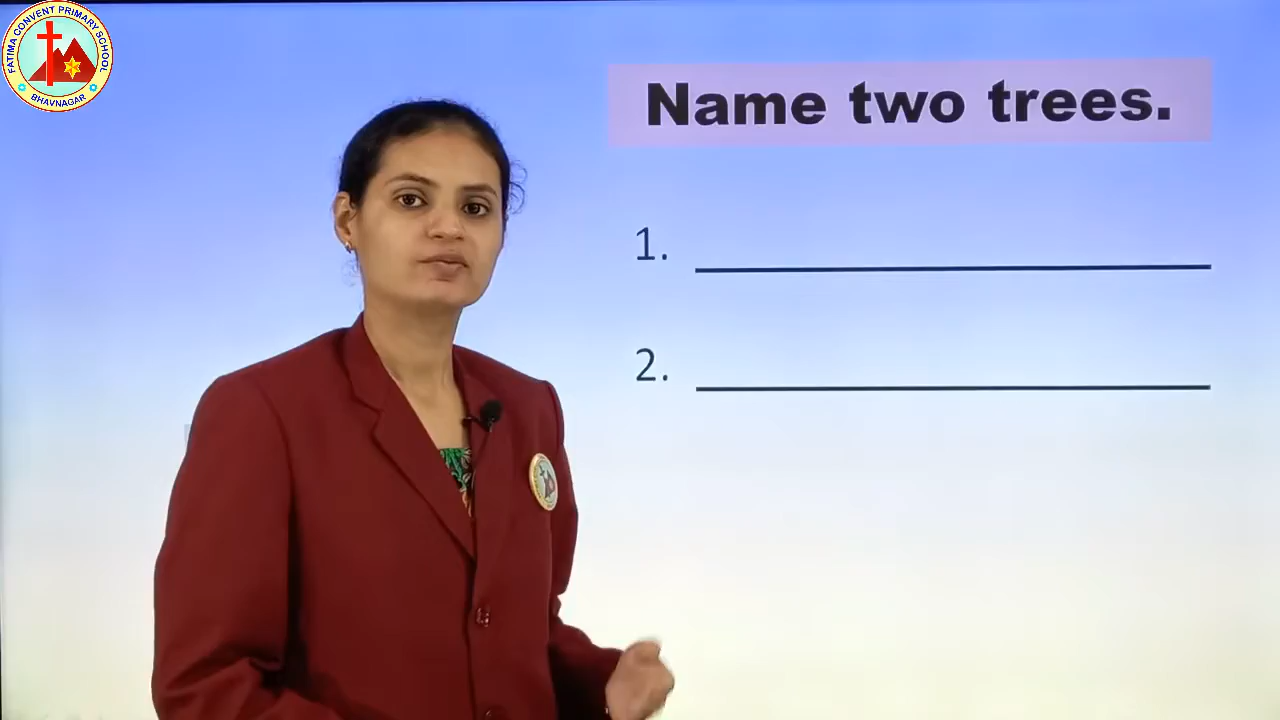 FATIMA CONVENT PRIMARY SCHOOL
BHAVNAGAR
Name two trees.
1.
2.